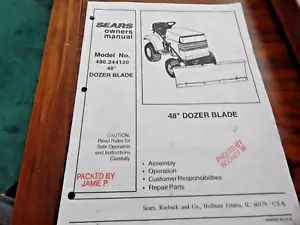 SEARS
owners
manual
Model No.
486.244120
48"
DOZER BLADE
CAUTION:
Read Rules for
Safe Operation
and Instructions
Carefully
PACKED BY
JAMIE P.
48" DOZER BLADE
PACKED BY
• Assembly
• Operation
• Customer Responsibilities
• Repair Parts
Sears, Roebuck and Co., Hoffman Estates, IL 60179 U.S.A.